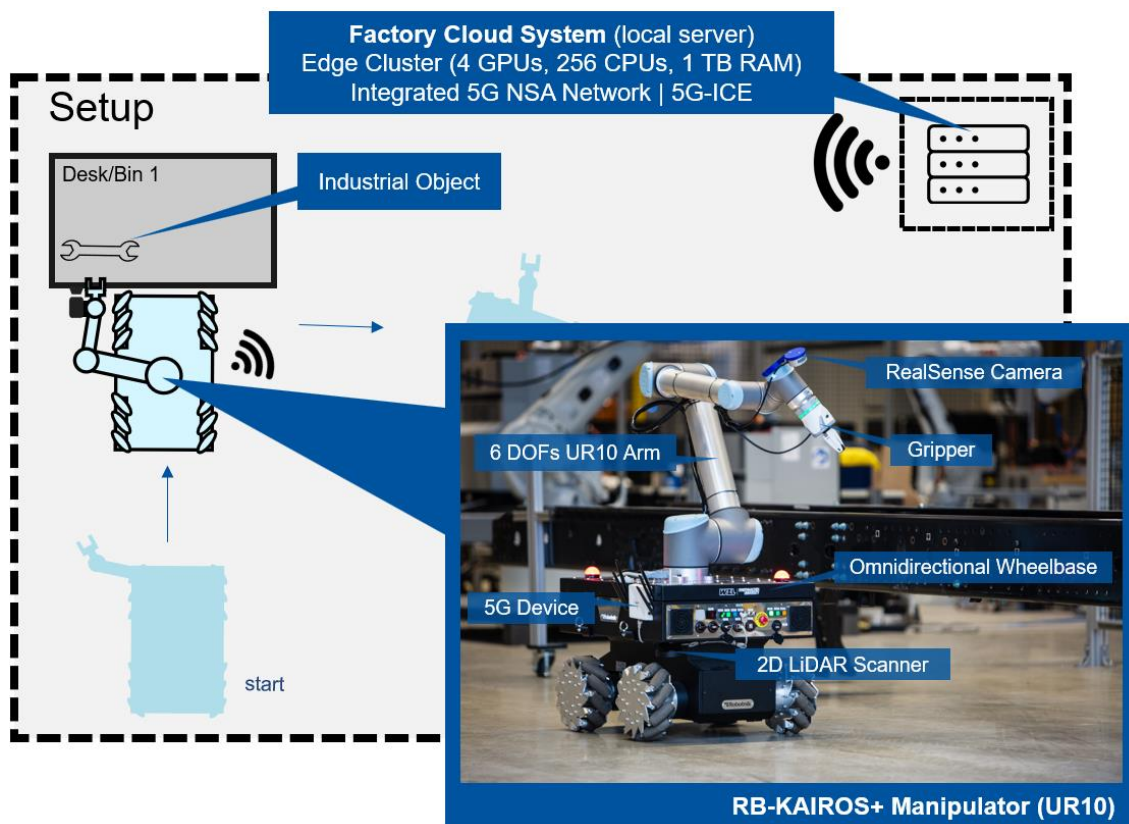 Factory Cloud System (local server)
Edge Cluster (4 GPUs, 256 CPUs, 1 TB RAM)
Integrated 5G NSA Network | 5G-ICE
Setup
Desk/Bin 1
Industrial Object
RealSense Camera
6 DOFs UR10 Arm
Gripper
Omnidirectional Wheelbase
5G Device
2D LiDAR Scanner
start
RB-KAIROS+ Manipulator (UR10)